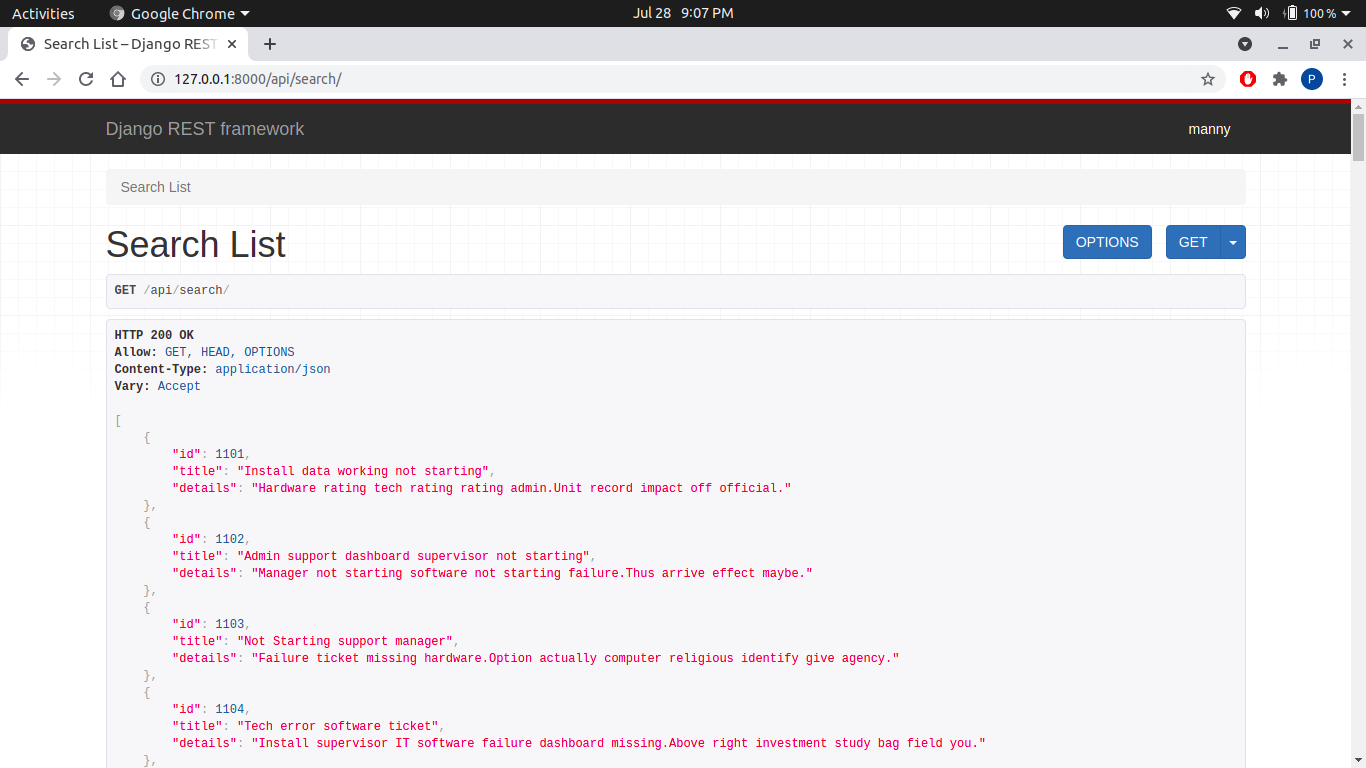 Activities Google Chrome Jul 28 9:07 PM 100 %
Search List – Django REST
127.0.0.1:8000/api/search/ P
Django REST framework manny
Search List
Search List OPTIONS GET
GET /api/search/
HTTP 200 OK
Allow: GET, HEAD, OPTIONS
Content-Type: application/json
Vary: Accept
[
{
"id": 1101,
"title": "Install data working not starting",
"details": "Hardware rating tech rating rating admin.Unit record impact off official."
},
{
"id": 1102,
"title": "Admin support dashboard supervisor not starting",
"details": "Manager not starting software not starting failure.Thus arrive effect maybe."
},
{
"id": 1103,
"title": "Not Starting support manager",
"details": "Failure ticket missing hardware.Option actually computer religious identify give agency."
},
{
"id": 1104,
"title": "Tech error software ticket",
"details": "Install supervisor IT software failure dashboard missing.Above right investment study bag field you."
},